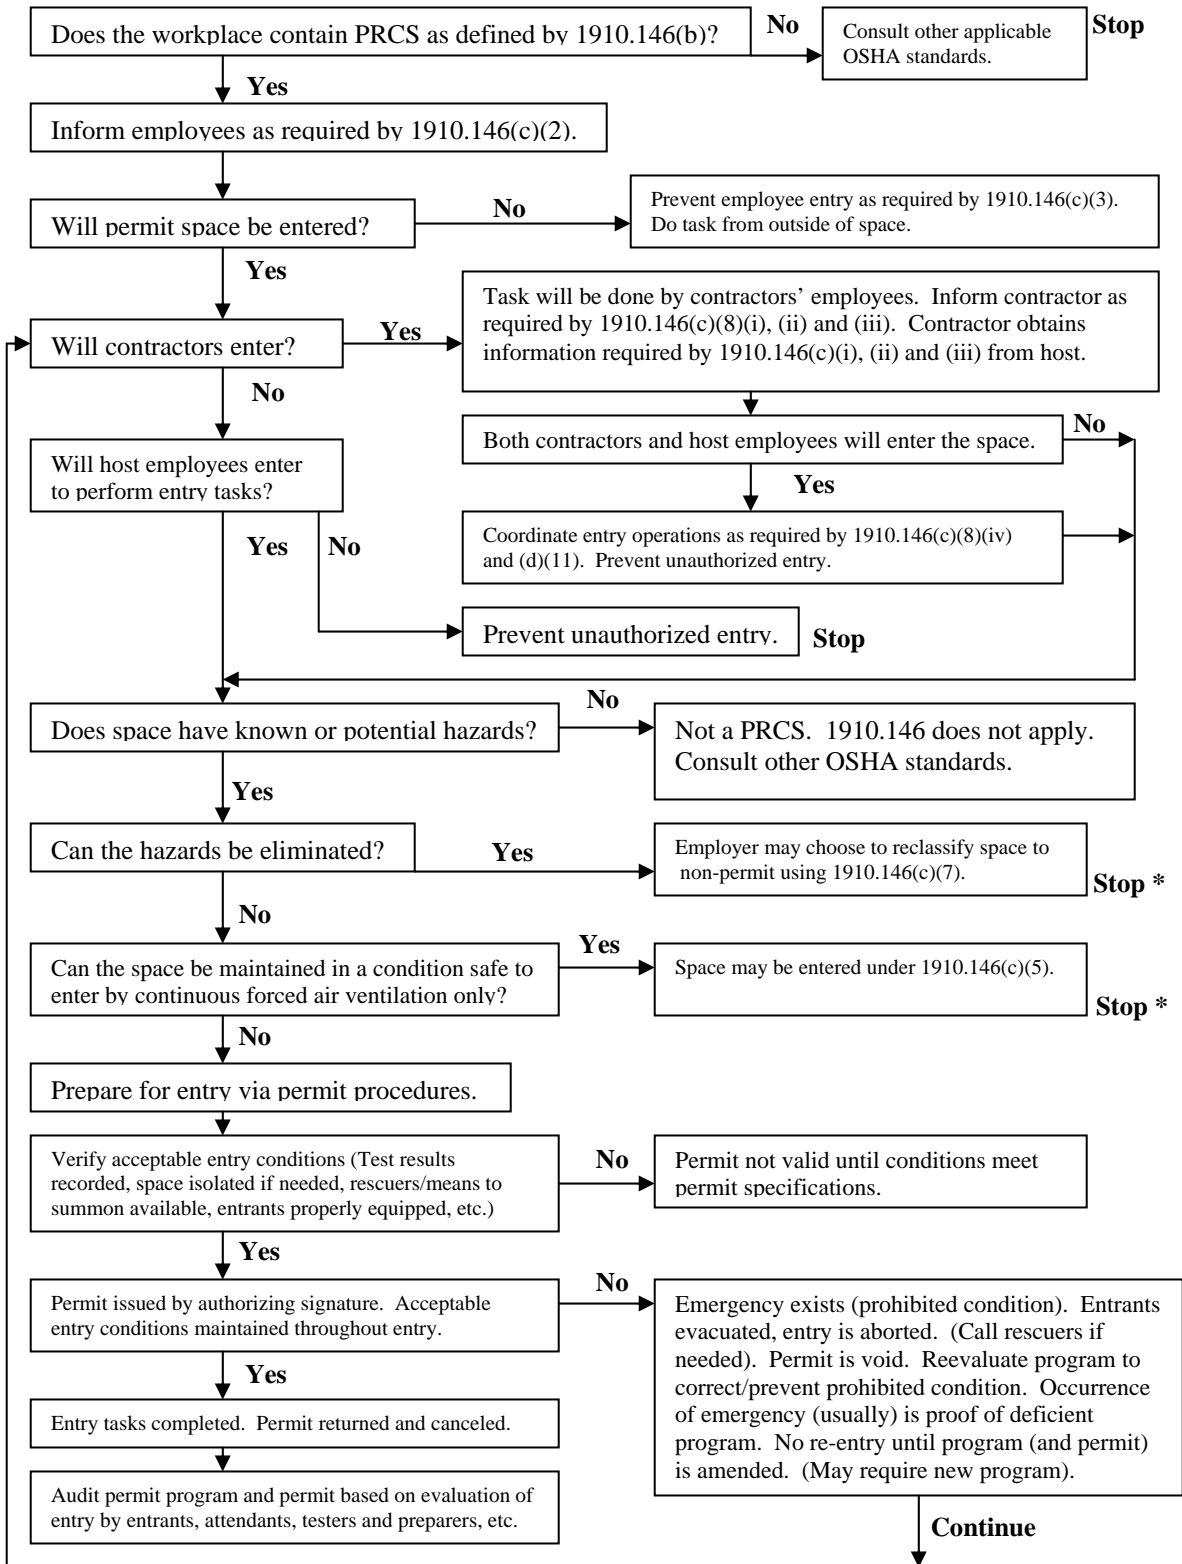 Does the workplace contain PRCS as defined by 1910.146(b)?
No
Consult other applicable
OSHA standards.
Stop
Yes
Inform employees as required by 1910.146(c)(2).
Will permit space be entered?
No
Prevent employee entry as required by 1910.146(c)(3).
Do task from outside of space.
Yes
Will contractors enter?
Yes
Task will be done by contractors’ employees. Inform contractor as
required by 1910.146(c)(8)(i), (ii) and (iii). Contractor obtains
information required by 1910.146(c)(i), (ii) and (iii) from host.
No
Both contractors and host employees will enter the space.
No
Will host employees enter
to perform entry tasks?
Yes
Coordinate entry operations as required by 1910.146(c)(8)(iv)
and (d)(11). Prevent unauthorized entry.
Yes
No
Prevent unauthorized entry.
Stop
Does space have known or potential hazards?
No
Not a PRCS. 1910.146 does not apply.
Consult other OSHA standards.
Yes
Can the hazards be eliminated?
Yes
Employer may choose to reclassify space to
non-permit using 1910.146(c)(7).
Stop *
No
Can the space be maintained in a condition safe to
enter by continuous forced air ventilation only?
Yes
Space may be entered under 1910.146(c)(5).
Stop *
No
Prepare for entry via permit procedures.
Verify acceptable entry conditions (Test results
recorded, space isolated if needed, rescuers/means to
summon available, entrants properly equipped, etc.)
No
Permit not valid until conditions meet
permit specifications.
Yes
Permit issued by authorizing signature. Acceptable
entry conditions maintained throughout entry.
No
Emergency exists (prohibited condition). Entrants
evacuated, entry is aborted. (Call rescuers if
needed). Permit is void. Reevaluate program to
correct/prevent prohibited condition. Occurrence
of emergency (usually) is proof of deficient
program. No re-entry until program (and permit)
is amended. (May require new program).
Yes
Entry tasks completed. Permit returned and canceled.
Audit permit program and permit based on evaluation of
entry by entrants, attendants, testers and preparers, etc.
Continue